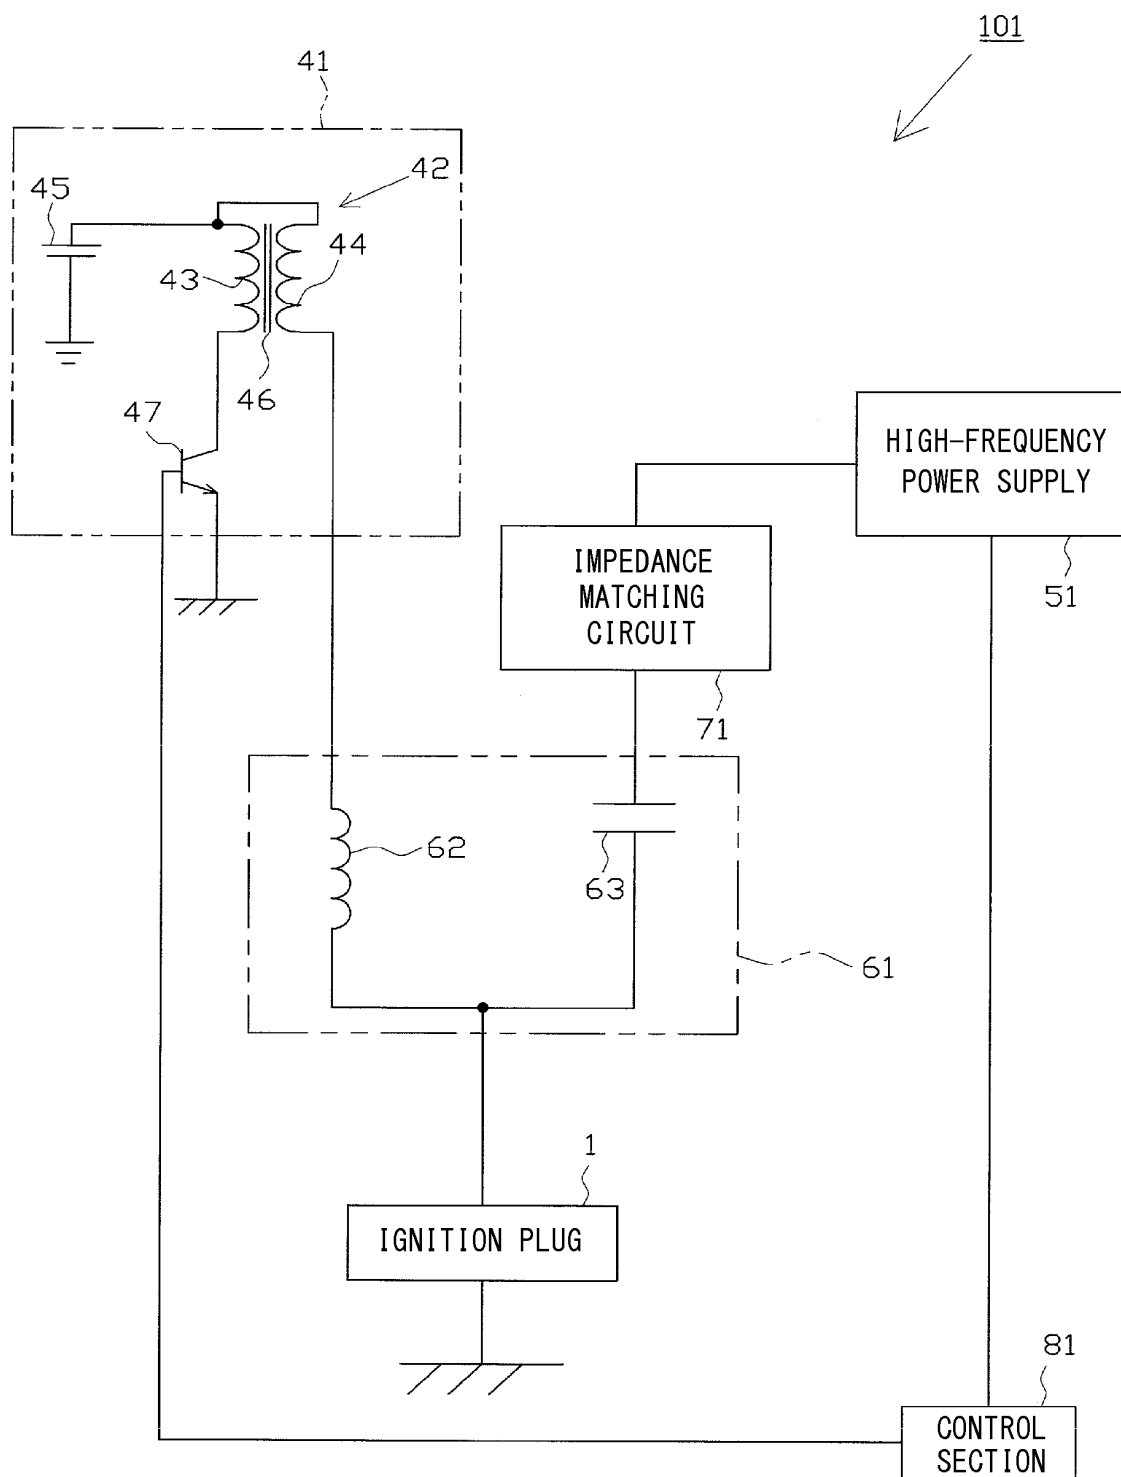 101
41
42
45
43
44
46
47
HIGH-FREQUENCY
POWER SUPPLY
51
IMPEDANCE
MATCHING
CIRCUIT
71
62
63
61
1
IGNITION PLUG
81
CONTROL
SECTION